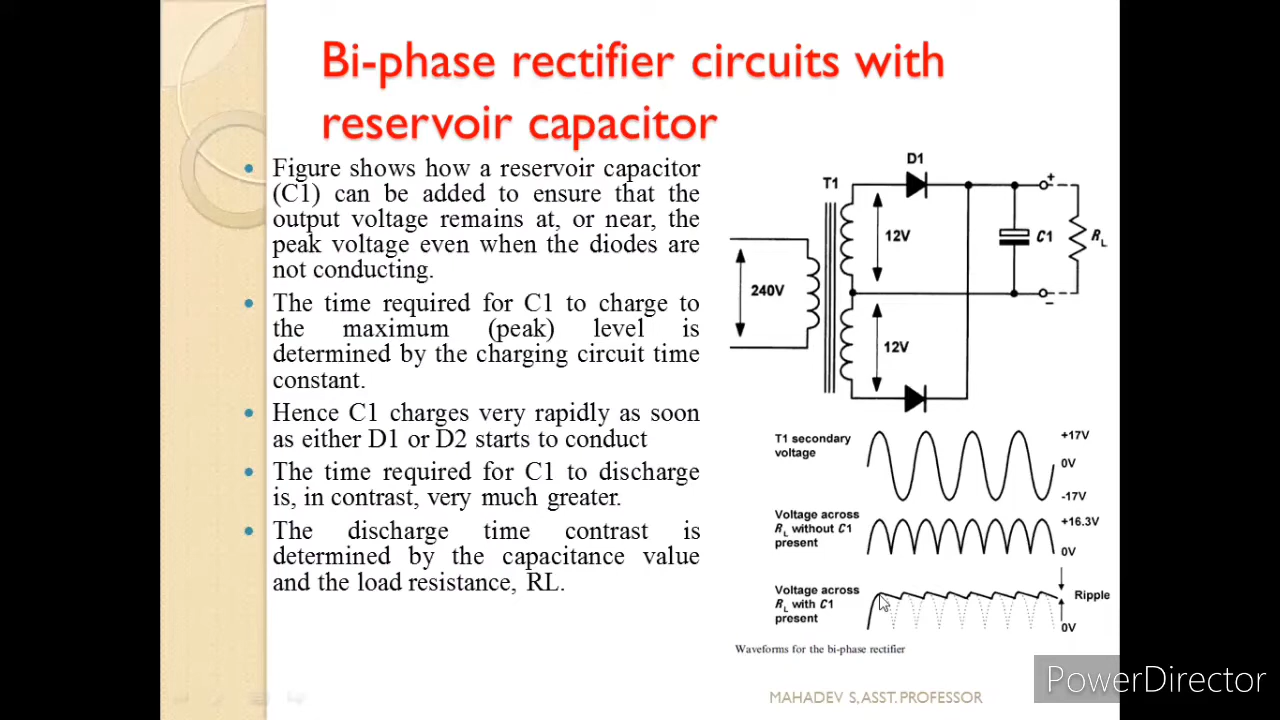 Bi-phase rectifier circuits with
reservoir capacitor
Figure shows how a reservoir capacitor
(C1) can be added to ensure that the
output voltage remains at, or near, the
peak voltage even when the diodes are
not conducting.
The time required for C1 to charge to
the maximum (peak) level is
determined by the charging circuit time
constant.
Hence C1 charges very rapidly as soon
as either D1 or D2 starts to conduct
The time required for C1 to discharge
is, in contrast, very much greater.
The discharge time contrast is
determined by the capacitance value
and the load resistance, RL.
D1
T1
+
12V
C1
RL
240V
–
12V
T1 secondary
voltage
+17V
0V
-17V
Voltage across
RL without C1
present
+16.3V
0V
Voltage across
RL with C1
present
Ripple
0V
Waveforms for the bi-phase rectifier
MAHADEV S,ASST.PROFESSOR
PowerDirector